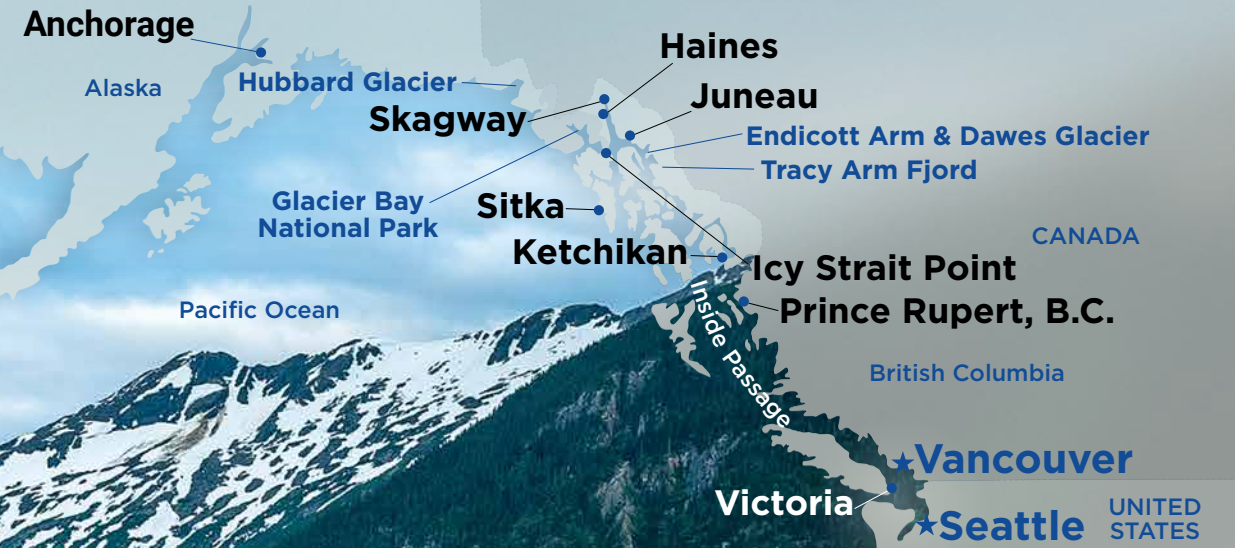 Anchorage
Haines
Alaska
Hubbard Glacier
Juneau
Skagway
Endicott Arm & Dawes Glacier
Tracy Arm Fjord
Glacier Bay
National Park
Sitka
Ketchikan
CANADA
Icy Strait Point
Pacific Ocean
Prince Rupert, B.C.
Inside Passage
British Columbia
Vancouver
Victoria
Seattle
UNITED
STATES